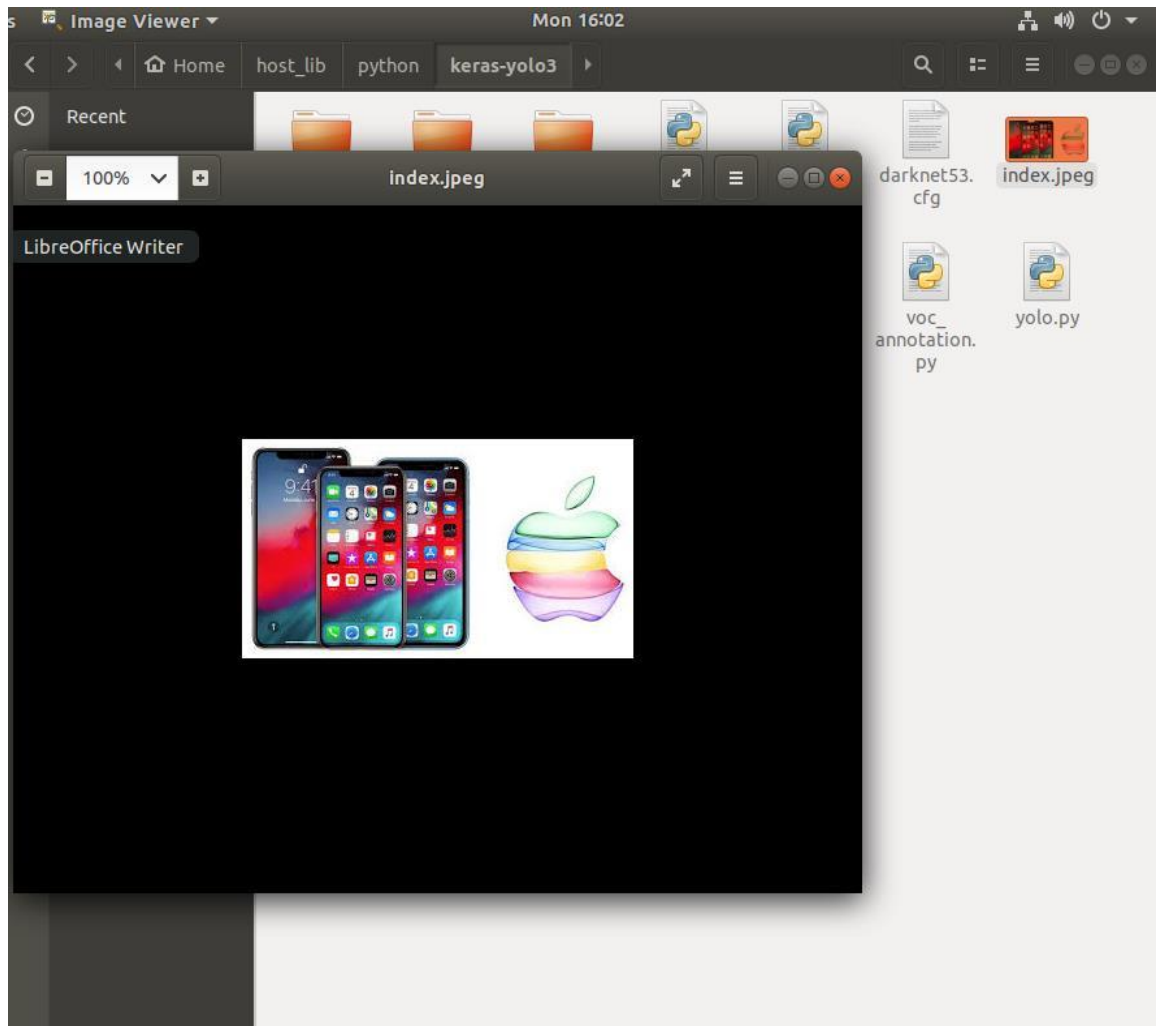 s Image Viewer Mon 16:02
Home host_lib python keras-yolo3
Recent
100% index.jpeg
LibreOffice Writer
9:41
darknet53.
cfg
index.jpeg
voc_
annotation.
py
yolo.py